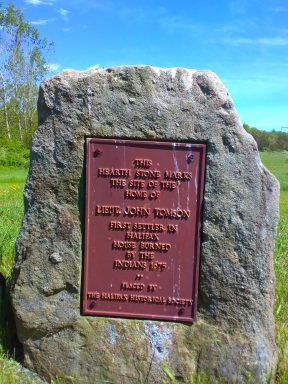 THIS
HEARTH STONE MARKS
THE SITE OF THE
HOME OF
LIEUT. JOHN TOMSON
FIRST SETTLER IN
HALIFAX
HOUSE BURNED
BY THE
INDIANS 1675
PLACED BY
THE HALIFAX HISTORICAL SOCIETY